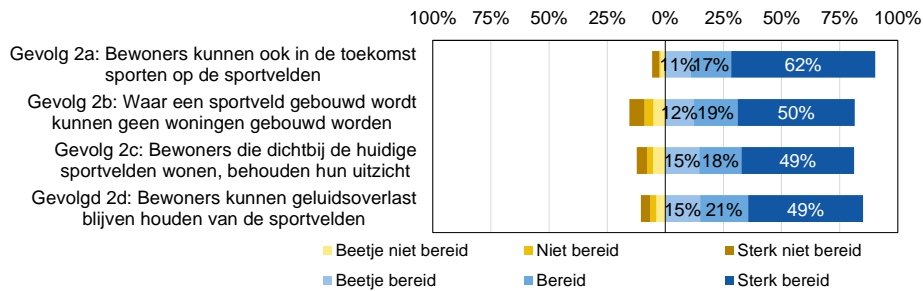 100% 75% 50% 25% 0% 25% 50% 75% 100%
Gevolg 2a: Bewoners kunnen ook in de toekomst
sporten op de sportvelden
11% 17% 62%
Gevolg 2b: Waar een sportveld gebouwd wordt
kunnen geen woningen gebouwd worden
12% 19% 50%
Gevolg 2c: Bewoners die dichtbij de huidige
sportvelden wonen, behouden hun uitzicht
15% 18% 49%
Gevolgd 2d: Bewoners kunnen geluidsoverlast
blijven houden van de sportvelden
15% 21% 49%
Beetje niet bereid Niet bereid Sterk niet bereid
Beetje bereid Bereid Sterk bereid